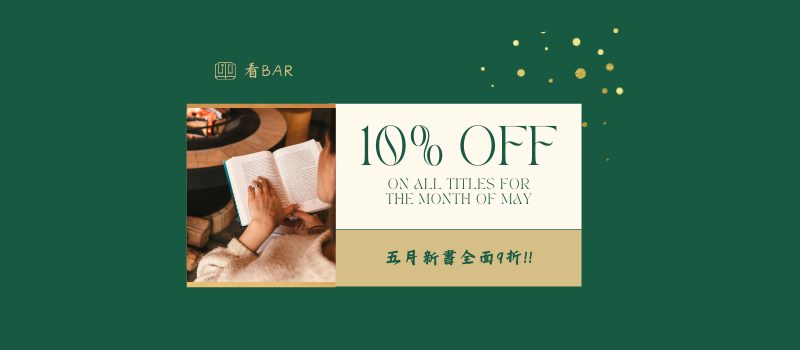 看BAR
10% OFF
ON ALL TITLES FOR
THE MONTH OF MAY
五月新書全面9折!!